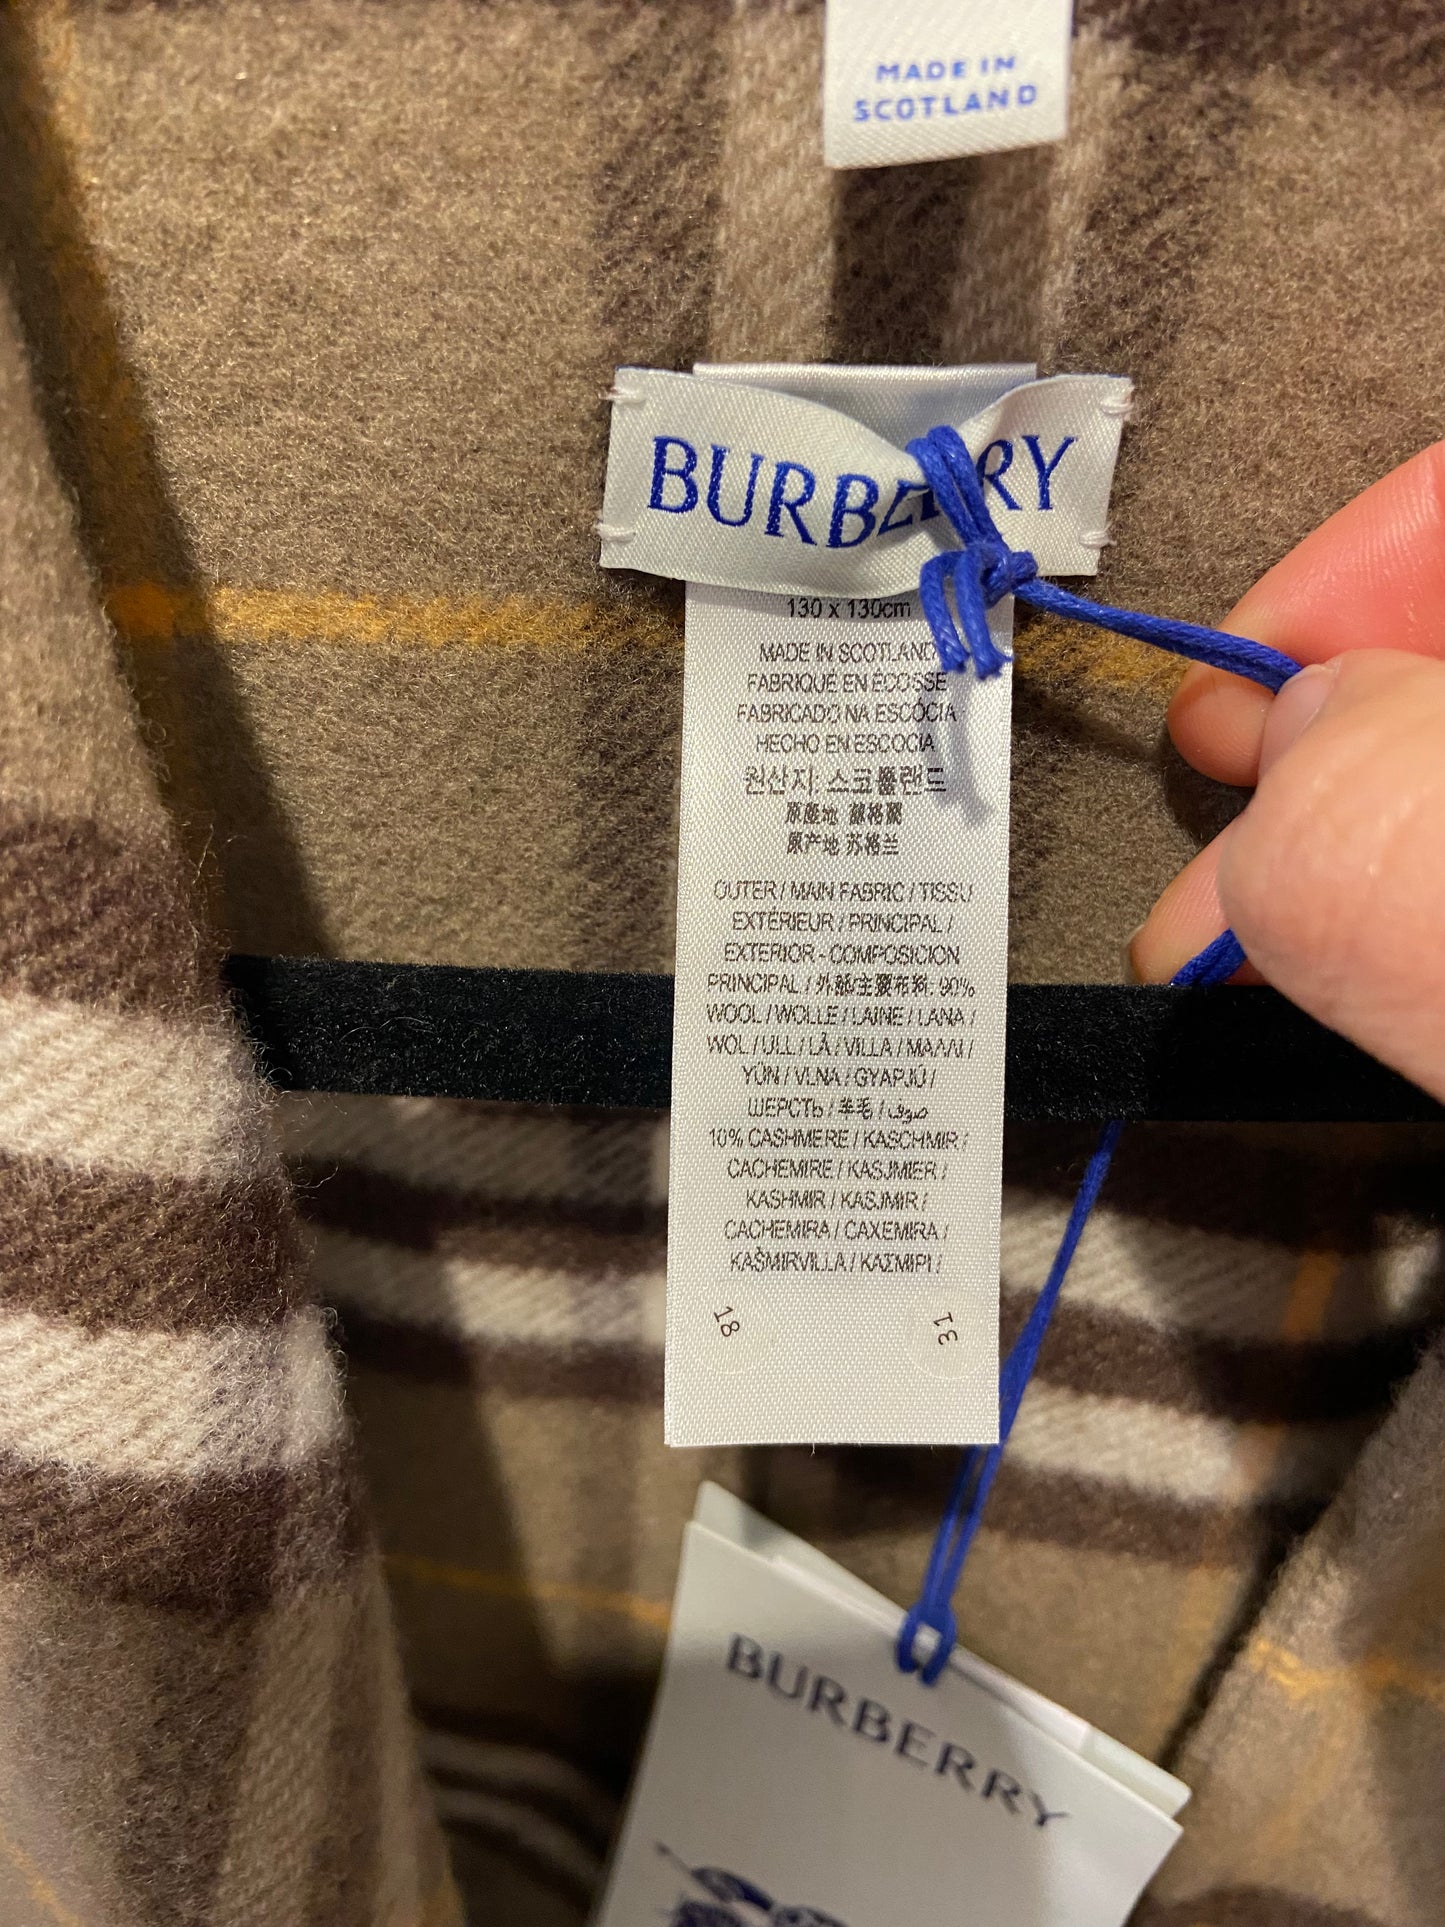 MADE IN
SCOTLAND
BURBERRY
130 x 130cm
MADE IN SCOTLAND
FABRIQUÉ EN ÉCOSSE
FABRICADO NA ESCÓCIA
HECHO EN ESCOCIA
원산지: 스코틀랜드
原產地 蘇格蘭
原产地 苏格兰
OUTER / MAIN FABRIC / TISSU
EXTERIEUR / PRINCIPAL /
EXTERIOR - COMPOSICION
PRINCIPAL / 外部/主要布料: 90%
WOOL / WOLLE / LAINE / LANA /
WOL / ULL / LÃ / VILLA / ΜΑΛΛΙ /
YÜN / VLNA / GYAPJÚ /
ШЕРСТЬ / 羊毛 / صوف
10% CASHMERE / KASCHMIR /
CACHEMIRE / KASJMIER /
KASHMIR / KASJMIR /
CACHEMIRA / CAXEMIRA /
KAŠMIRVILLA / ΚΑΣΜΙΡΙ /
18
31
BURBERRY